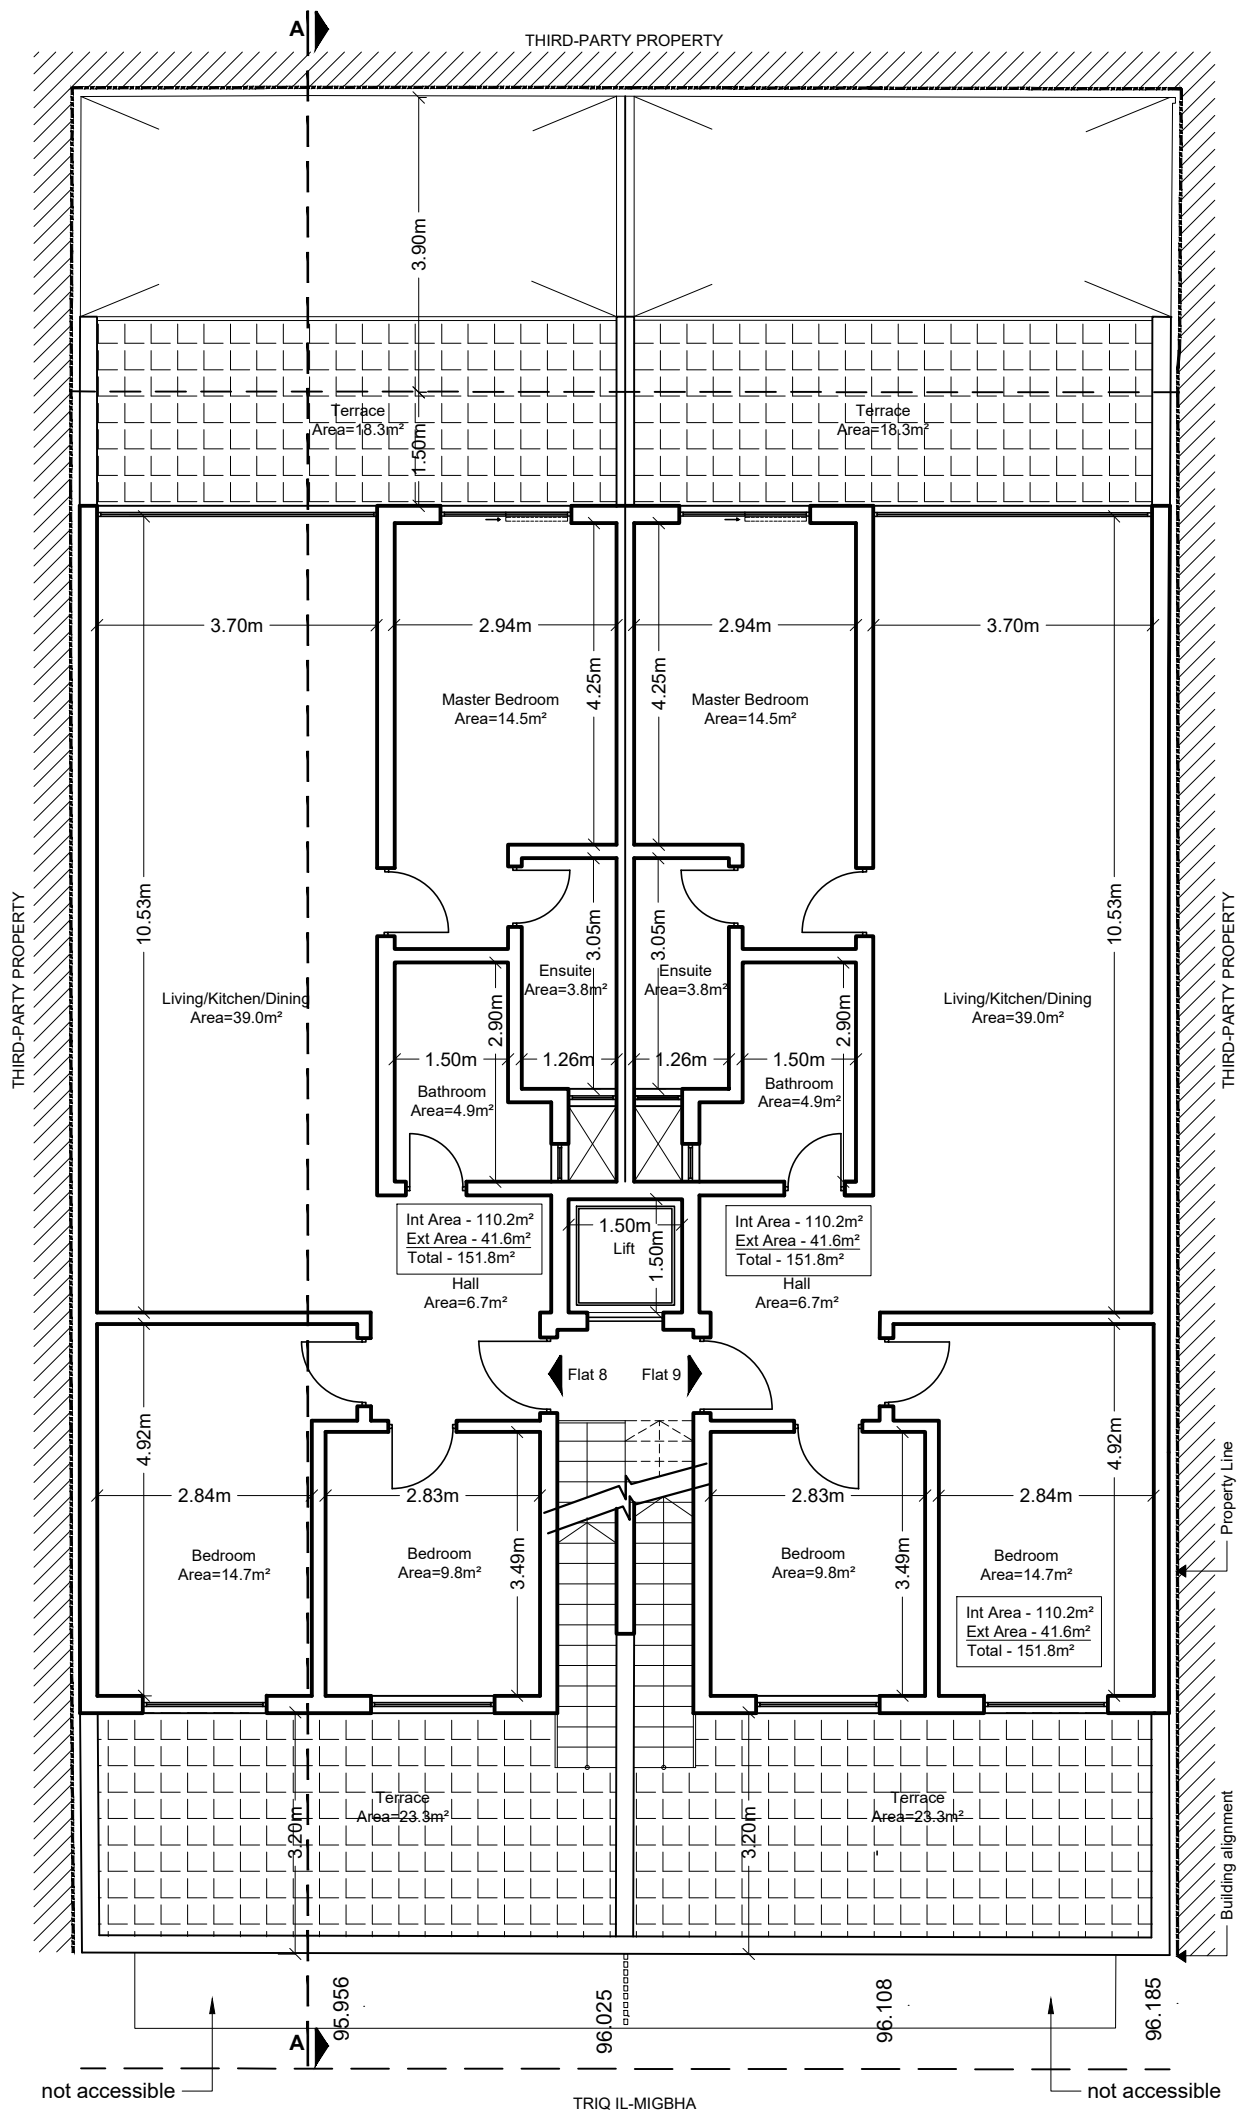 A
THIRD-PARTY PROPERTY
3.90m
Terrace
Area=18.3m²
1.50m
Terrace
Area=18.3m²
3.70m
2.94m
2.94m
3.70m
4.25m
4.25m
Master Bedroom
Area=14.5m²
Master Bedroom
Area=14.5m²
THIRD-PARTY PROPERTY
10.53m
3.05m
3.05m
10.53m
THIRD-PARTY PROPERTY
Living/Kitchen/Dining
Area=39.0m²
Ensuite
Area=3.8m²
Ensuite
Area=3.8m²
Living/Kitchen/Dining
Area=39.0m²
2.90m
2.90m
1.50m
1.26m
1.26m
1.50m
Bathroom
Area=4.9m²
Bathroom
Area=4.9m²
Int Area - 110.2m²
Ext Area - 41.6m²
Total - 151.8m²
1.50m
Lift
1.50m
Int Area - 110.2m²
Ext Area - 41.6m²
Total - 151.8m²
Hall
Area=6.7m²
Hall
Area=6.7m²
Flat 8
Flat 9
4.92m
4.92m
2.84m
2.83m
2.83m
2.84m
Property Line
Bedroom
Area=14.7m²
Bedroom
Area=9.8m²
3.49m
Bedroom
Area=9.8m²
3.49m
Bedroom
Area=14.7m²
Int Area - 110.2m²
Ext Area - 41.6m²
Total - 151.8m²
Terrace
Area=23.3m²
3.20m
Terrace
Area=23.3m²
3.20m
Building alignment
95.956
96.025
96.108
96.185
A
not accessible
not accessible
TRIQ IL-MIGBHA